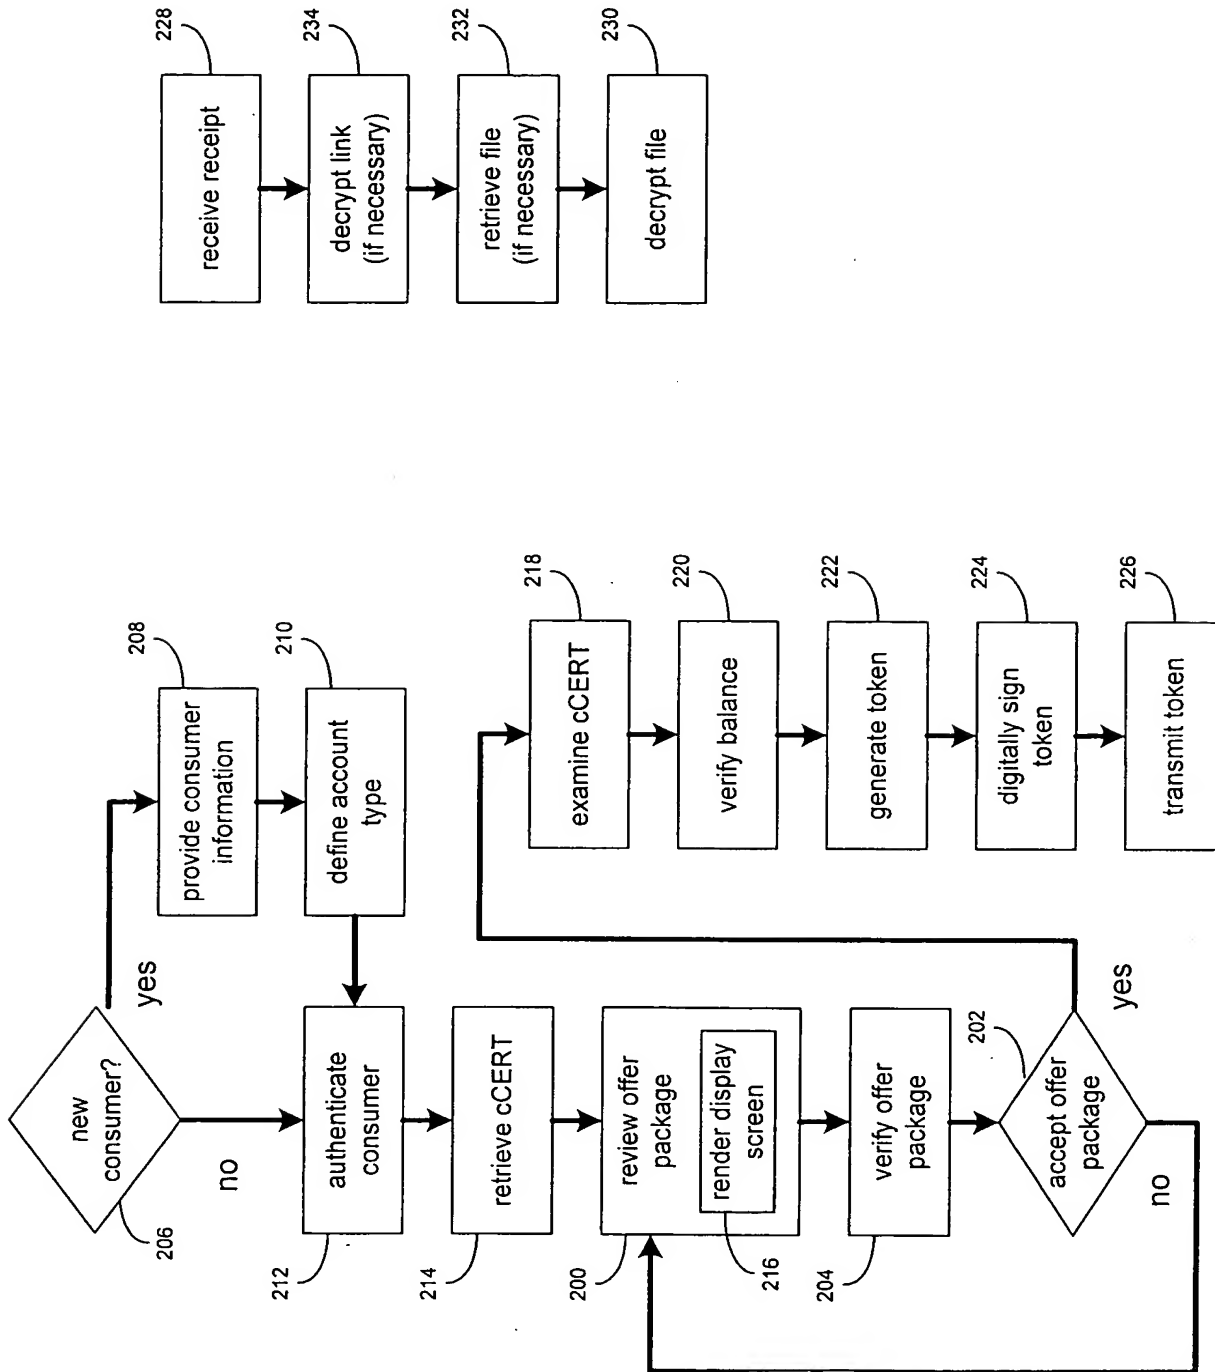 new
consumer?
206
yes
no
provide consumer
information
208
define account
type
210
authenticate
consumer
212
retrieve cCERT
214
review offer
package
200
render display
screen
216
verify offer
package
204
accept offer
package
202
yes
no
examine cCERT
218
verify balance
220
generate token
222
digitally sign
token
224
transmit token
226
receive receipt
228
decrypt link
(if necessary)
234
retrieve file
(if necessary)
232
decrypt file
230